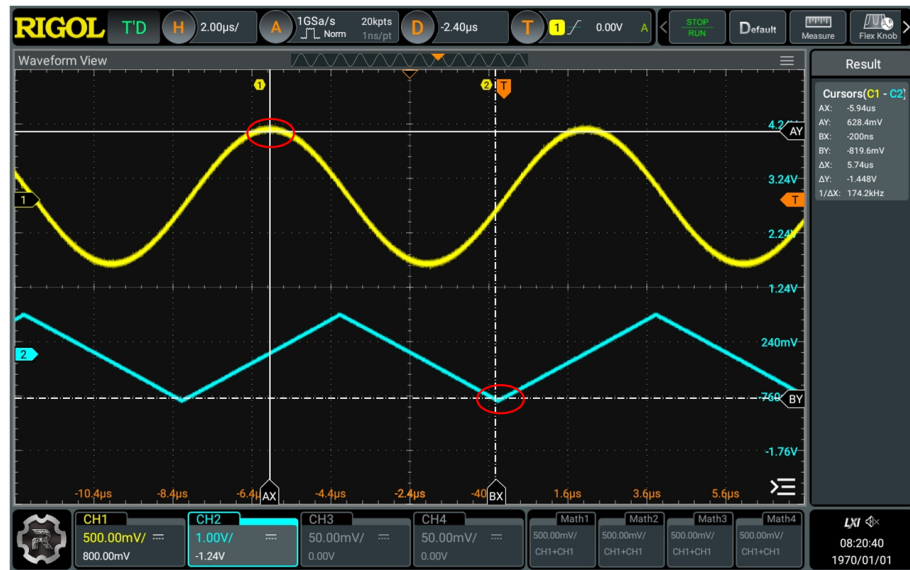 RIGOL T'D H 2.00μs/ A 1GSa/s 20kpts Norm 1ns/pt D -2.40μs T 1 0.00V A STOP RUN Default Measure Flex Knob
Waveform View
Result
1 2 T
Cursors(C1 - C2)
AX: -5.94us
AY: 628.4mV
BX: -200ns
BY: -819.6mV
ΔX: 5.74us
ΔY: -1.448V
1/ΔX: 174.2kHz
AY
3.24V
1 T
2.24
1.24V
2 240mV
-760 BY
-1.76V
-10.4μs -8.4μs -6.4μ AX -4.4μs -2.4μs -40 BX 1.6μs 3.6μs 5.6μs
CH1 CH2 CH3 CH4 Math1 Math2 Math3 Math4
500.00mV/ 1.00V/ 50.00mV/ 50.00mV/ 500.00mV/ 500.00mV/ 500.00mV/ 500.00mV/
800.00mV -1.24V 0.00V 0.00V CH1+CH1 CH1+CH1 CH1+CH1 CH1+CH1
LXI
08:20:40
1970/01/01